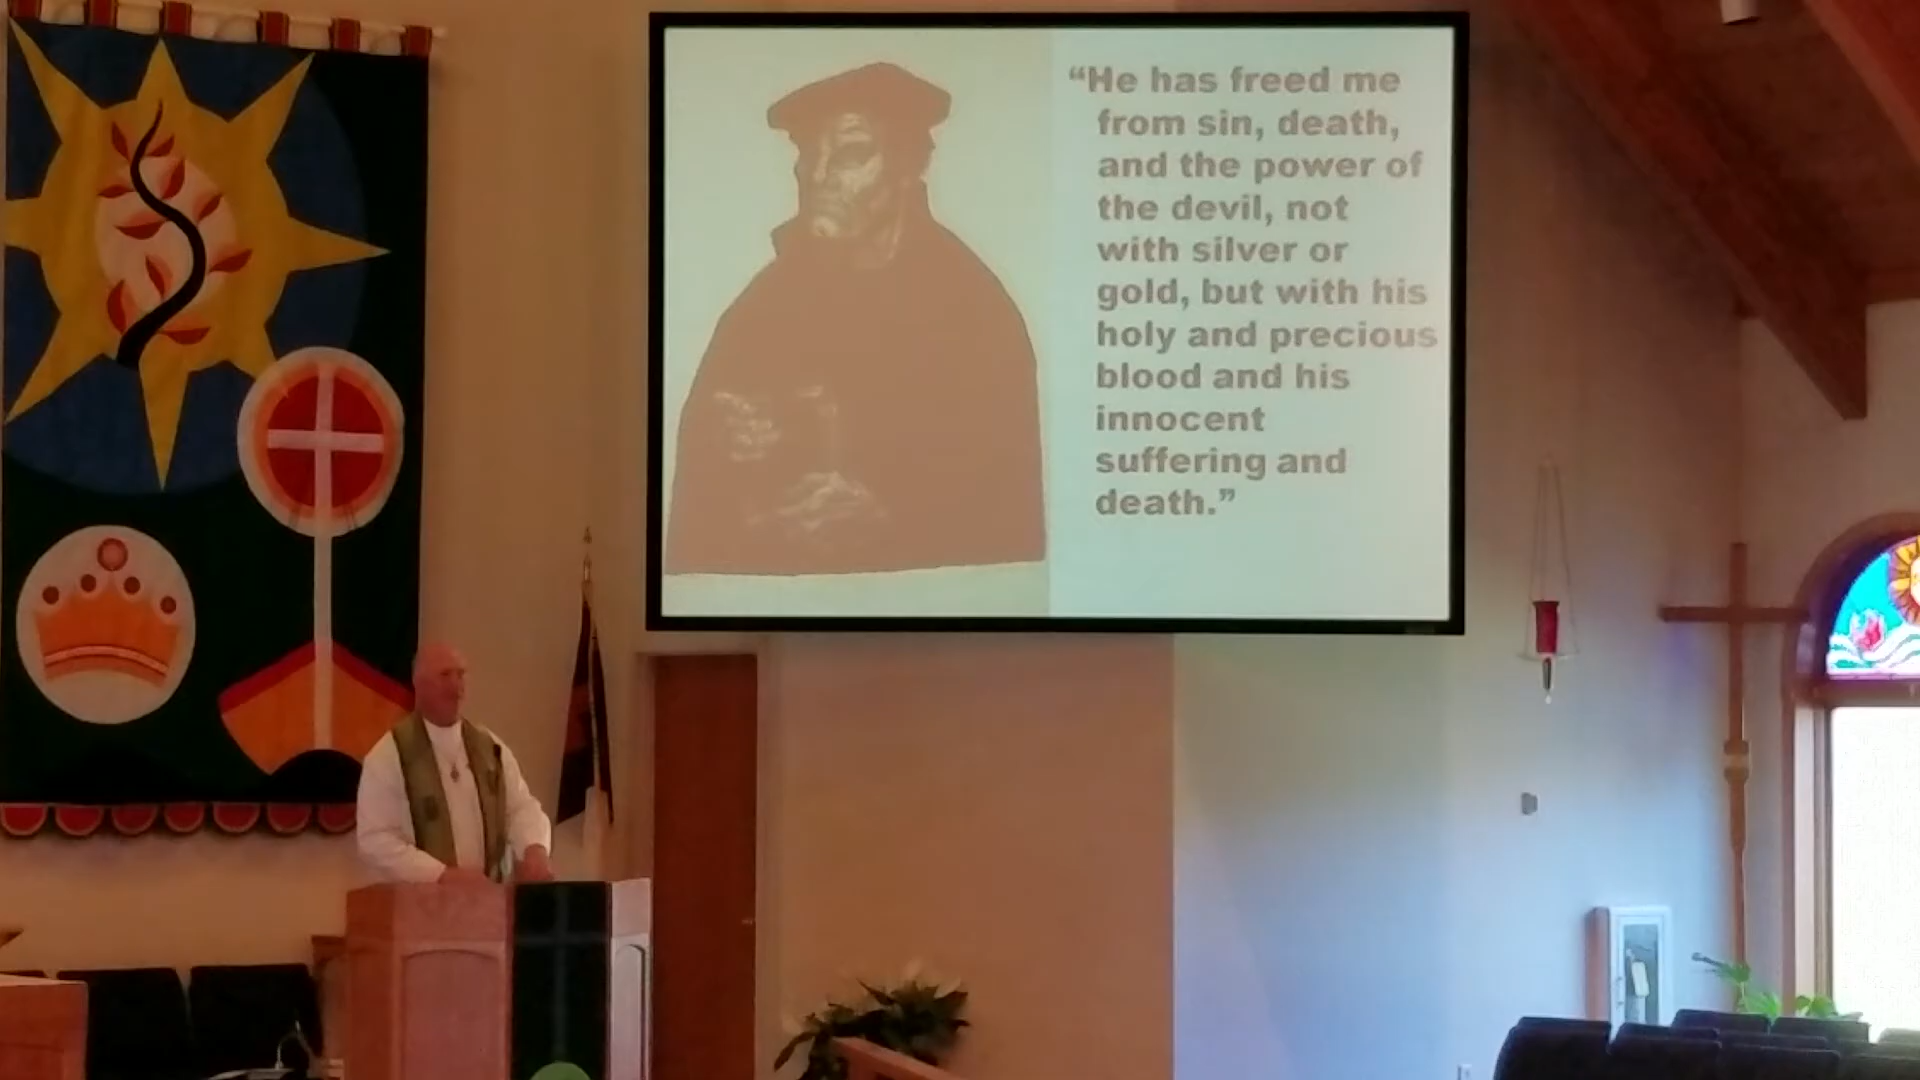 “He has freed me
from sin, death,
and the power of
the devil, not
with silver or
gold, but with his
holy and precious
blood and his
innocent
suffering and
death.”